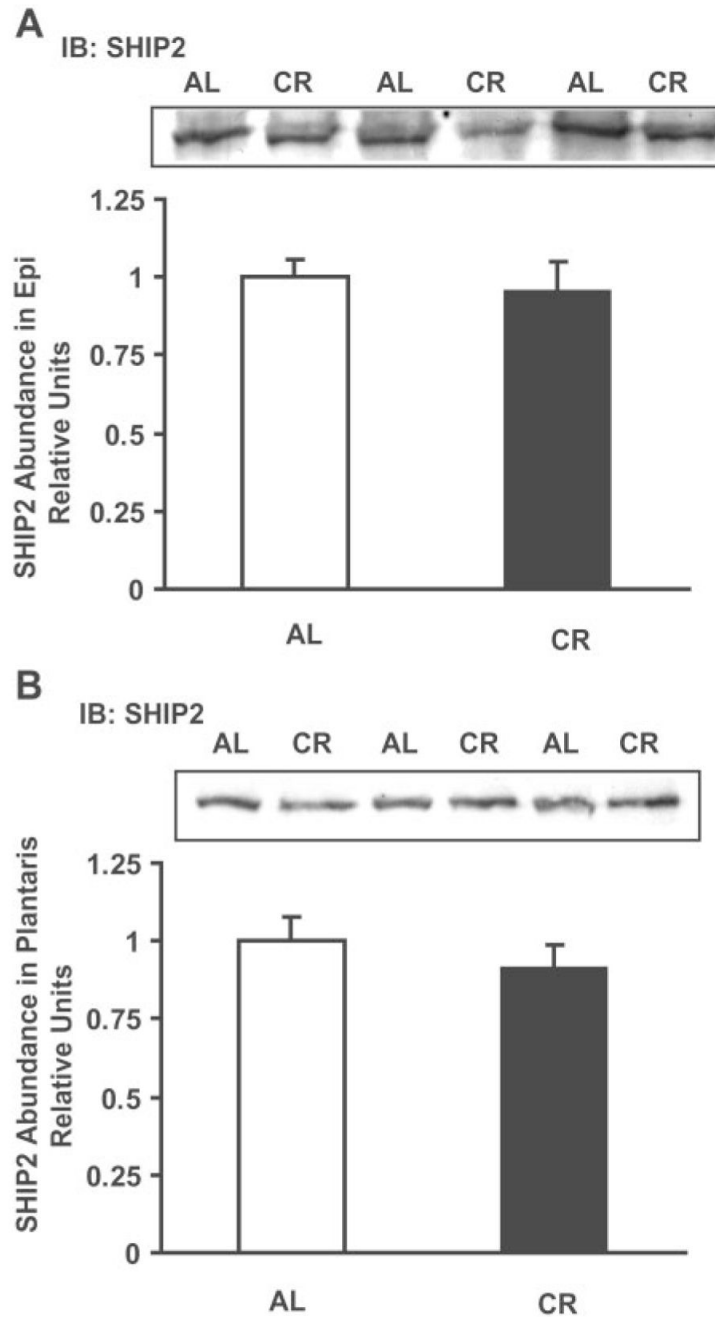 A
IB: SHIP2
AL CR AL CR AL CR
SHIP2 Abundance in Epi
Relative Units
1.25
1
0.75
0.5
0.25
0
AL CR
B
IB: SHIP2
AL CR AL CR AL CR
SHIP2 Abundance in Plantaris
Relative Units
1.25
1
0.75
0.5
0.25
0
AL CR